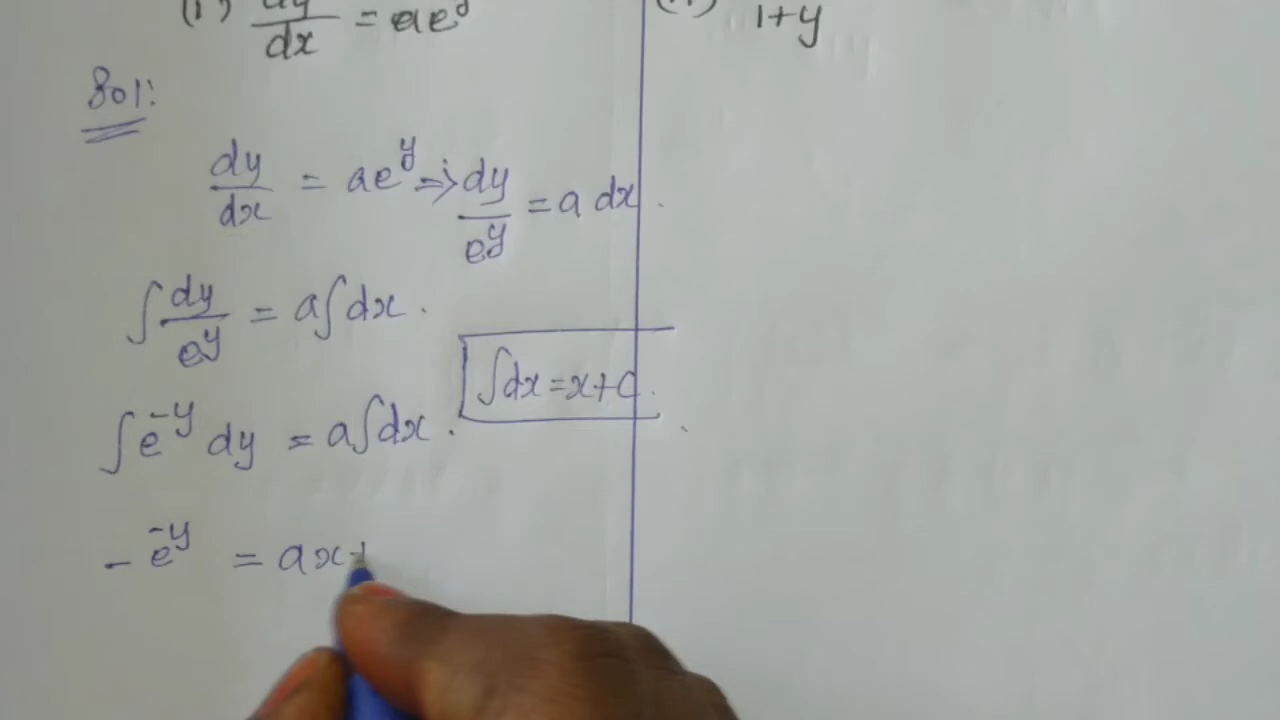 (i) dy/dx = ae^y
1+y
Sol:
dy/dx = ae^y => dy/e^y = a dx.
∫ dy/e^y = a∫dx.
∫dx = x+c.
∫e^-y dy = a∫dx.
-e^-y = ax+